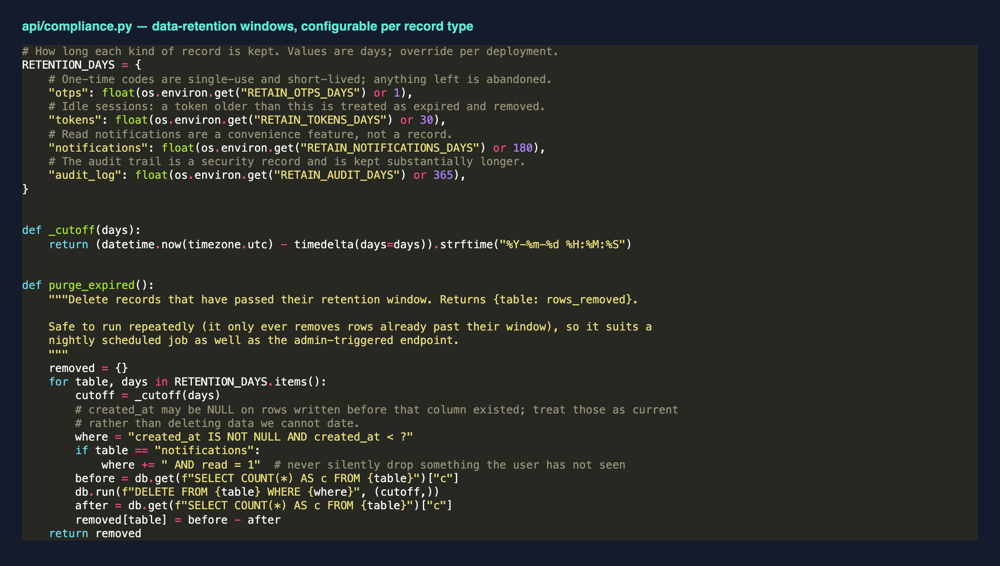 api/compliance.py — data-retention windows, configurable per record type
# How long each kind of record is kept. Values are days; override per deployment.
RETENTION_DAYS = {
    # One-time codes are single-use and short-lived; anything left is abandoned.
    "otps": float(os.environ.get("RETAIN_OTPS_DAYS") or 1),
    # Idle sessions: a token older than this is treated as expired and removed.
    "tokens": float(os.environ.get("RETAIN_TOKENS_DAYS") or 30),
    # Read notifications are a convenience feature, not a record.
    "notifications": float(os.environ.get("RETAIN_NOTIFICATIONS_DAYS") or 180),
    # The audit trail is a security record and is kept substantially longer.
    "audit_log": float(os.environ.get("RETAIN_AUDIT_DAYS") or 365),
}
def _cutoff(days):
    return (datetime.now(timezone.utc) - timedelta(days=days)).strftime("%Y-%m-%d %H:%M:%S")
def purge_expired():
    """Delete records that have passed their retention window. Returns {table: rows_removed}.
    Safe to run repeatedly (it only ever removes rows already past their window), so it suits a
    nightly scheduled job as well as the admin-triggered endpoint.
    """
    removed = {}
    for table, days in RETENTION_DAYS.items():
        cutoff = _cutoff(days)
        # created_at may be NULL on rows written before that column existed; treat those as current
        # rather than deleting data we cannot date.
        where = "created_at IS NOT NULL AND created_at < ?"
        if table == "notifications":
            where += " AND read = 1"  # never silently drop something the user has not seen
        before = db.get(f"SELECT COUNT(*) AS c FROM {table}")["c"]
        db.run(f"DELETE FROM {table} WHERE {where}", (cutoff,))
        after = db.get(f"SELECT COUNT(*) AS c FROM {table}")["c"]
        removed[table] = before - after
    return removed